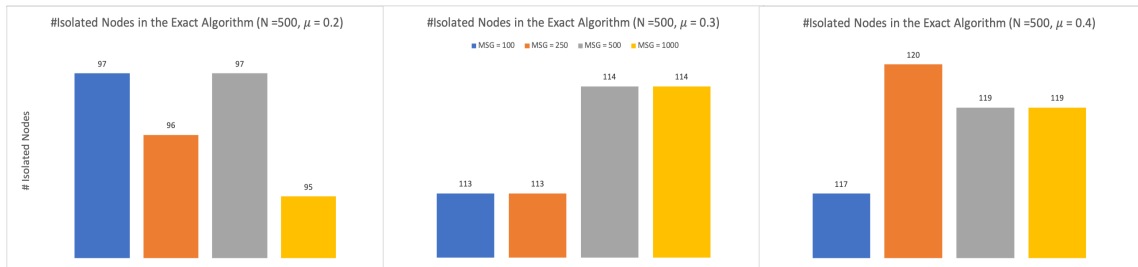 #Isolated Nodes in the Exact Algorithm (N =500, μ = 0.2)
# Isolated Nodes
97
96
97
95
#Isolated Nodes in the Exact Algorithm (N =500, μ = 0.3)
MSG = 100 MSG = 250 MSG = 500 MSG = 1000
113
113
114
114
#Isolated Nodes in the Exact Algorithm (N =500, μ = 0.4)
117
120
119
119